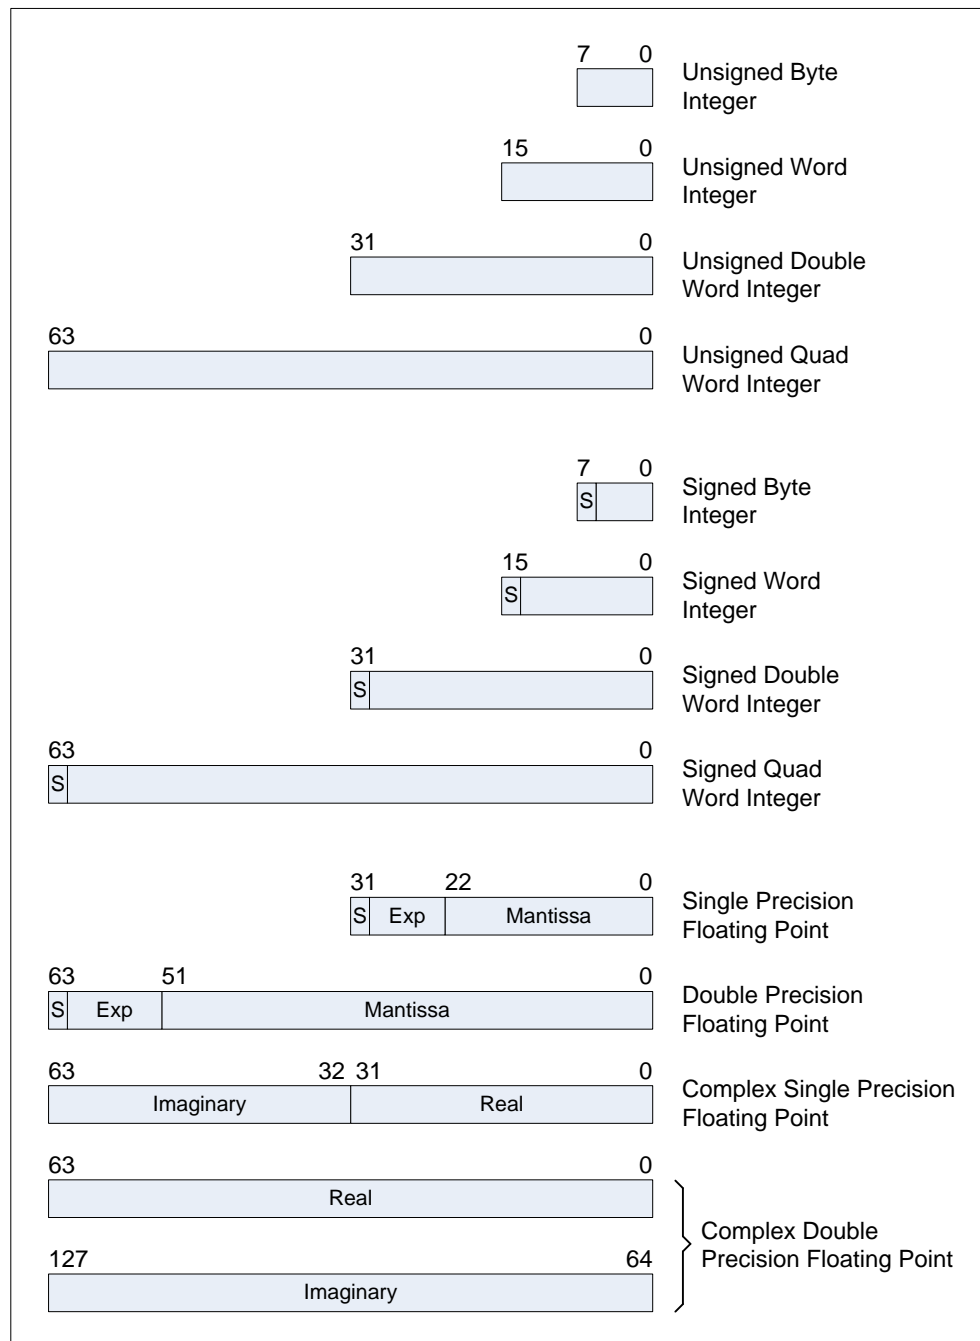 7 0
Unsigned Byte
Integer
15 0
Unsigned Word
Integer
31 0
Unsigned Double
Word Integer
63 0
Unsigned Quad
Word Integer
7 0
S
Signed Byte
Integer
15 0
S
Signed Word
Integer
31 0
S
Signed Double
Word Integer
63 0
S
Signed Quad
Word Integer
31 22 0
S Exp Mantissa
Single Precision
Floating Point
63 51 0
S Exp Mantissa
Double Precision
Floating Point
63 32 31 0
Imaginary Real
Complex Single Precision
Floating Point
63 0
Real
127 64
Imaginary
Complex Double
Precision Floating Point